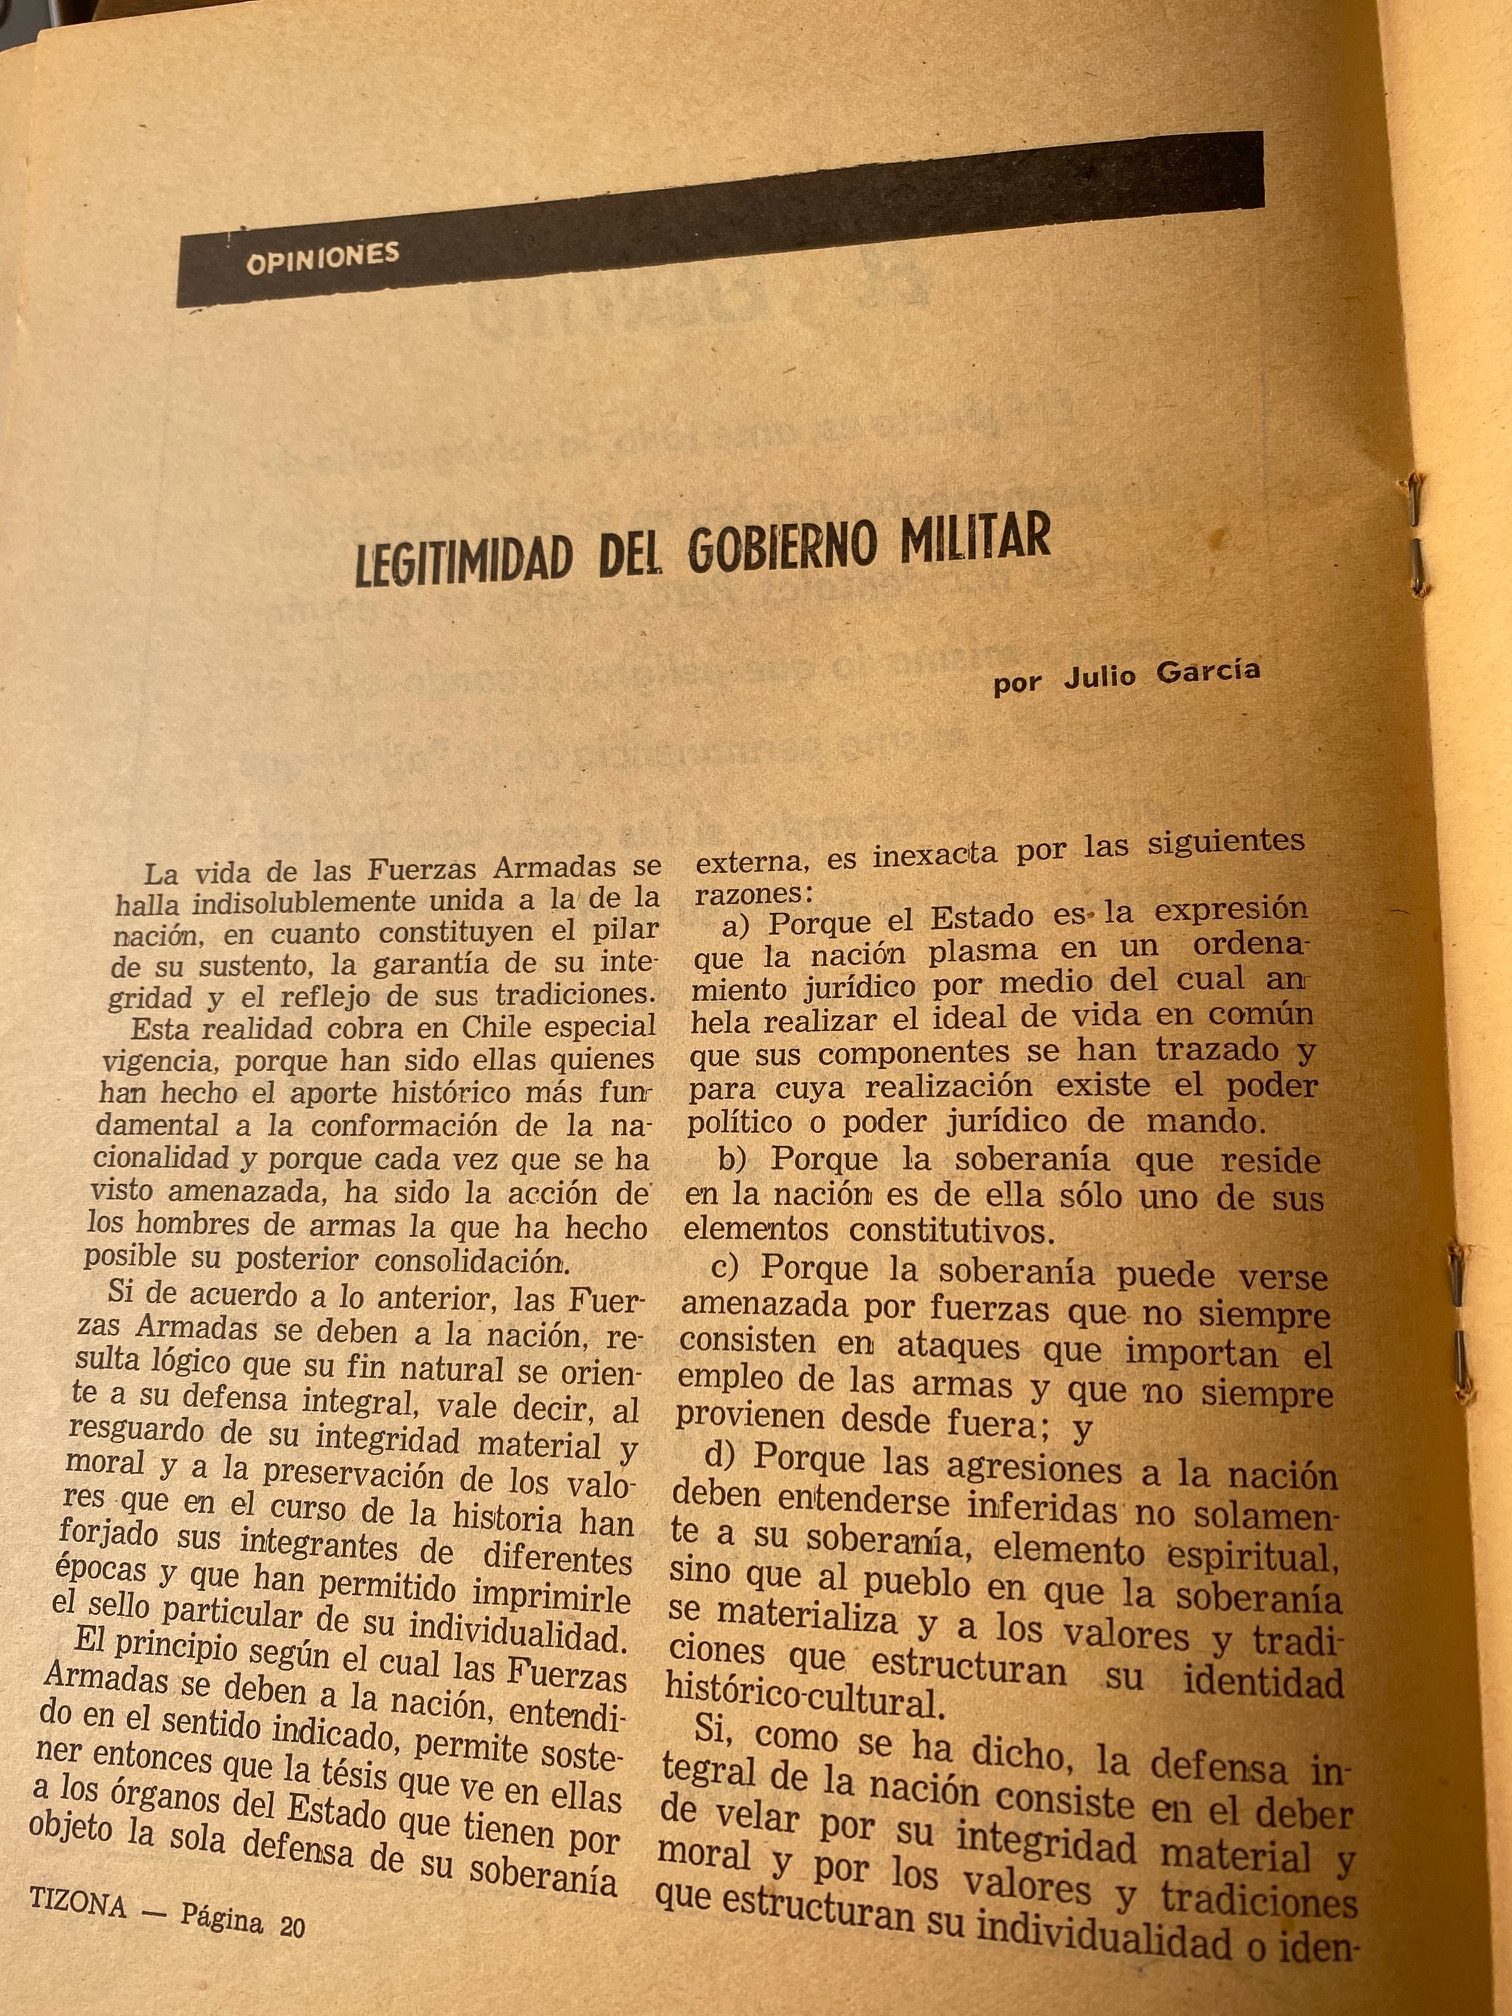 OPINIONES
LEGITIMIDAD DEL GOBIERNO MILITAR
por Julio García
La vida de las Fuerzas Armadas se
halla indisolublemente unida a la de la
nación, en cuanto constituyen el pilar
de su sustento, la garantía de su inte-
gridad y el reflejo de sus tradiciones.
Esta realidad cobra en Chile especial
vigencia, porque han sido ellas quienes
han hecho el aporte histórico más fun-
damental a la conformación de la na-
cionalidad y porque cada vez que se ha
visto amenazada, ha sido la acción de
los hombres de armas la que ha hecho
posible su posterior consolidación.
Si de acuerdo a lo anterior, las Fuer-
zas Armadas se deben a la nación, re-
sulta lógico que su fin natural se orien-
te a su defensa integral, vale decir, al
resguardo de su integridad material y
moral y a la preservación de los valo-
res que en el curso de la historia han
forjado sus integrantes de diferentes
épocas y que han permitido imprimirle
el sello particular de su individualidad.
El principio según el cual las Fuerzas
Armadas se deben a la nación, entendi-
do en el sentido indicado, permite soste-
ner entonces que la tésis que ve en ellas
a los órganos del Estado que tienen por
objeto la sola defensa de su soberanía
externa, es inexacta por las siguientes
razones:
a) Porque el Estado es la expresión
que la nación plasma en un ordena-
miento jurídico por medio del cual an-
hela realizar el ideal de vida en común
que sus componentes se han trazado y
para cuya realización existe el poder
político o poder jurídico de mando.
b) Porque la soberanía que reside
en la nación es de ella sólo uno de sus
elementos constitutivos.
c) Porque la soberanía puede verse
amenazada por fuerzas que no siempre
consisten en ataques que importan el
empleo de las armas y que no siempre
provienen desde fuera; y
d) Porque las agresiones a la nación
deben entenderse inferidas no solamen-
te a su soberanía, elemento espiritual,
sino que al pueblo en que la soberanía
se materializa y a los valores y tradi-
ciones que estructuran su identidad
histórico-cultural.
Si, como se ha dicho, la defensa in-
tegral de la nación consiste en el deber
de velar por su integridad material y
moral y por los valores y tradiciones
que estructuran su individualidad o iden-
TIZONA — Página 20